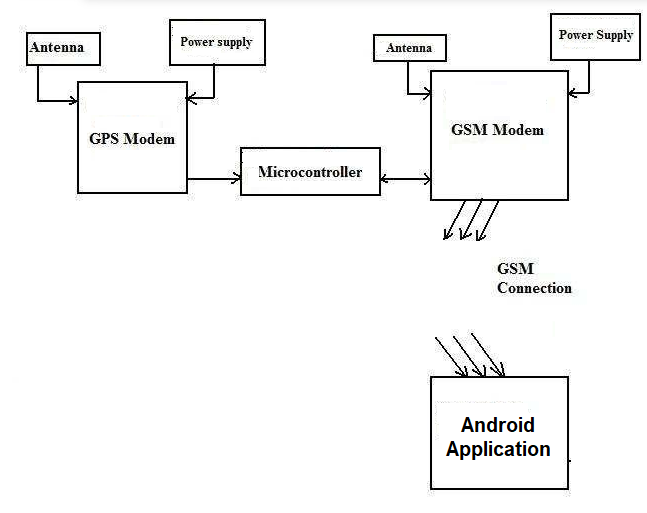 Antenna
Power supply
Antenna
Power Supply
GPS Modem
GSM Modem
Microcontroller
GSM
Connection
Android
Application